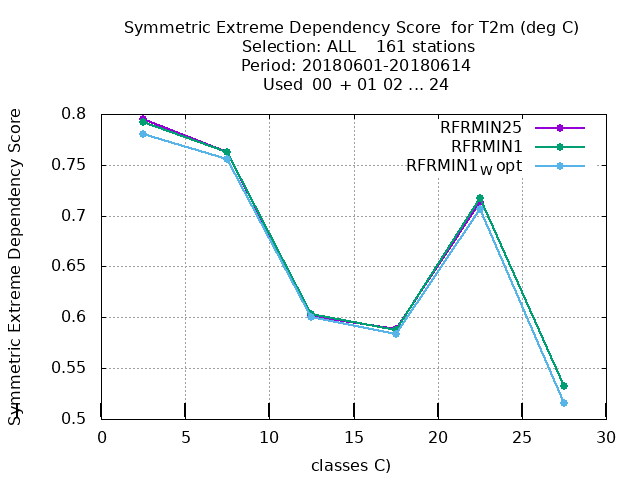 Symmetric Extreme Dependency Score  for T2m (deg C)
Selection: ALL    161 stations
Period: 20180601-20180614
Used  00 + 01 02 ... 24
Symmetric Extreme Dependency Score
RFRMIN25
RFRMIN1
RFRMIN1w opt
0.8
0.75
0.7
0.65
0.6
0.55
0.5
0 5 10 15 20 25 30
classes C)